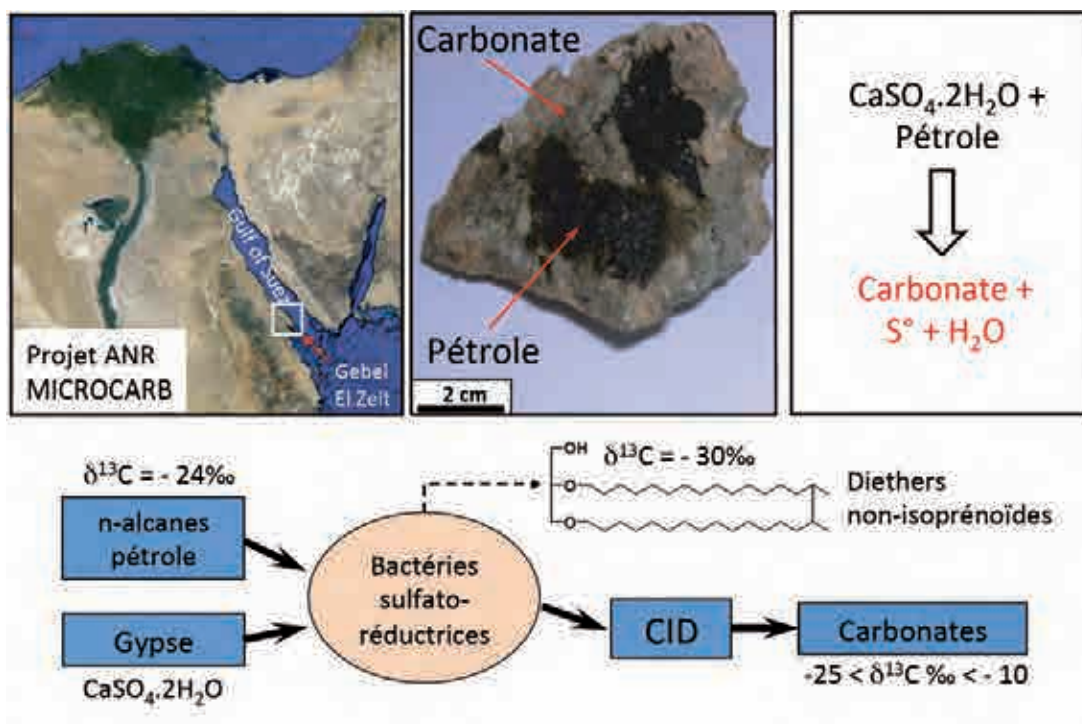 Gulf of Suez
Projet ANR
MICROCARB
Gebel
El Zeit
Carbonate
Pétrole
2 cm
CaSO₄.2H₂O +
Pétrole
Carbonate +
S° + H₂O
δ¹³C = - 24‰
n-alcanes
pétrole
Gypse
CaSO₄.2H₂O
Bactéries
sulfato-
réductrices
OH
O
O
δ¹³C = - 30‰
Diethers
non-isoprénoïdes
CID
Carbonates
-25 < δ¹³C ‰ < - 10